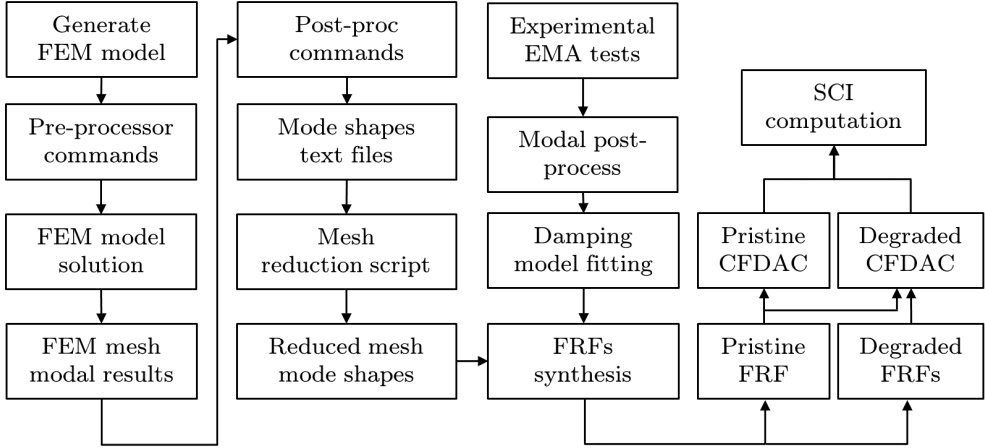 Generate
FEM model
Pre-processor
commands
FEM model
solution
FEM mesh
modal results
Post-proc
commands
Mode shapes
text files
Mesh
reduction script
Reduced mesh
mode shapes
Experimental
EMA tests
Modal post-
process
Damping
model fitting
FRFs
synthesis
SCI
computation
Pristine
CFDAC
Degraded
CFDAC
Pristine
FRF
Degraded
FRFs